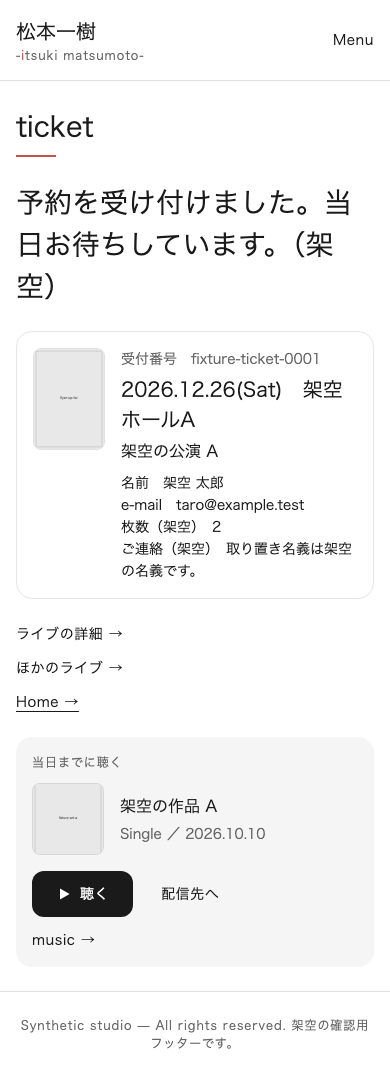 松本一樹
-itsuki matsumoto-
Menu
ticket
予約を受け付けました。当
日お待ちしています。（架
空）
受付番号　fixture-ticket-0001
2026.12.26(Sat)　架空
ホールA
架空の公演 A
名前　架空 太郎
e-mail　taro@example.test
枚数（架空）　2
ご連絡（架空）　取り置き名義は架空
の名義です。
ライブの詳細 →
ほかのライブ →
Home →
当日までに聴く
架空の作品 A
Single ／ 2026.10.10
▶ 聴く
配信先へ
music →
Synthetic studio — All rights reserved. 架空の確認用
フッターです。